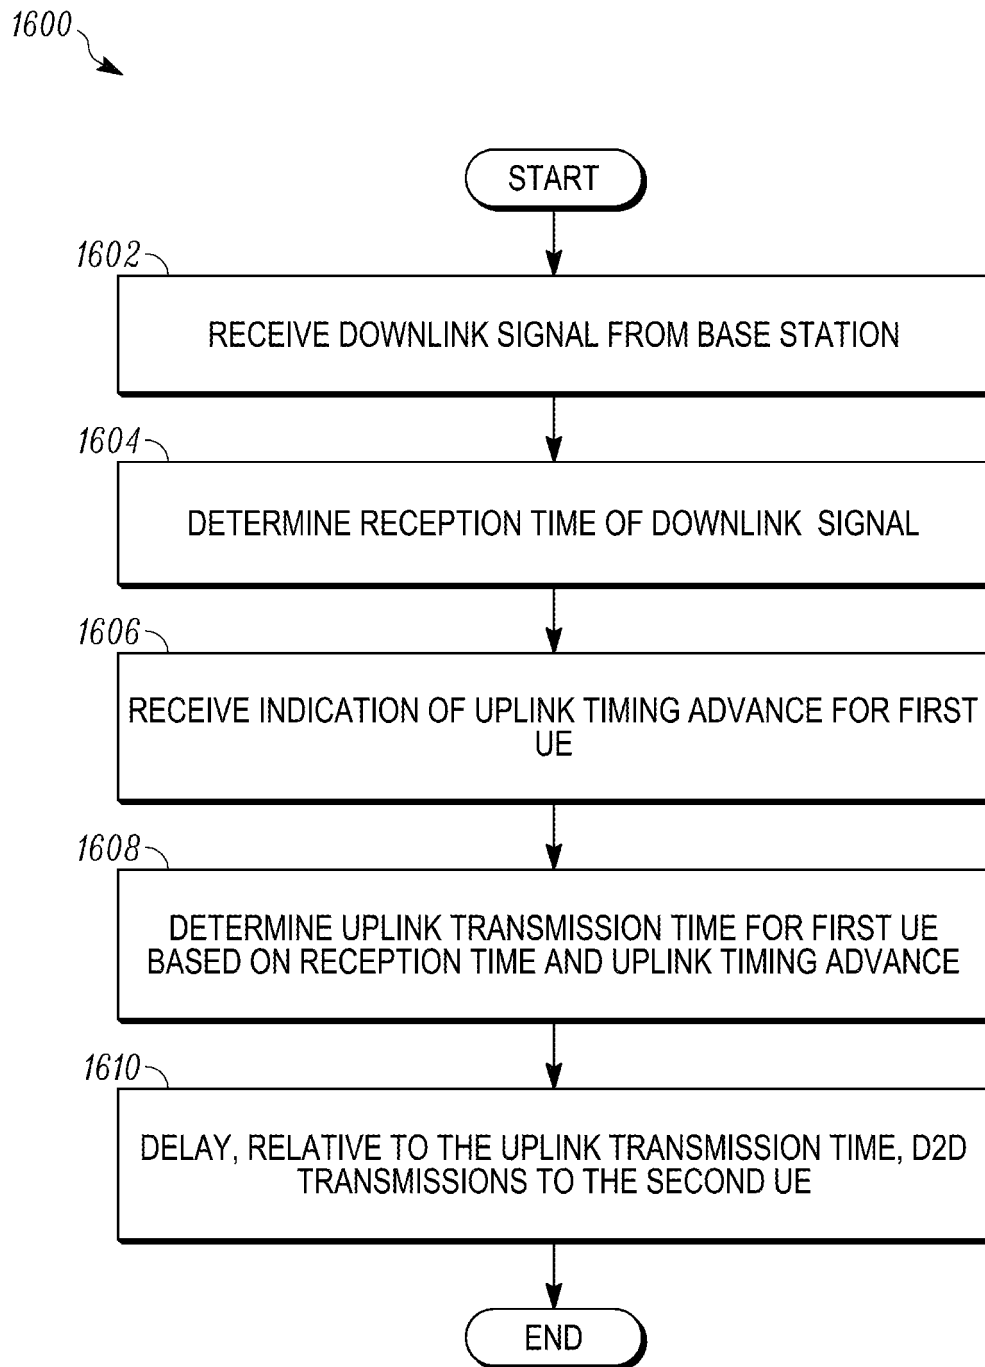 1600
START
1602
RECEIVE DOWNLINK SIGNAL FROM BASE STATION
1604
DETERMINE RECEPTION TIME OF DOWNLINK SIGNAL
1606
RECEIVE INDICATION OF UPLINK TIMING ADVANCE FOR FIRST
UE
1608
DETERMINE UPLINK TRANSMISSION TIME FOR FIRST UE
BASED ON RECEPTION TIME AND UPLINK TIMING ADVANCE
1610
DELAY, RELATIVE TO THE UPLINK TRANSMISSION TIME, D2D
TRANSMISSIONS TO THE SECOND UE
END